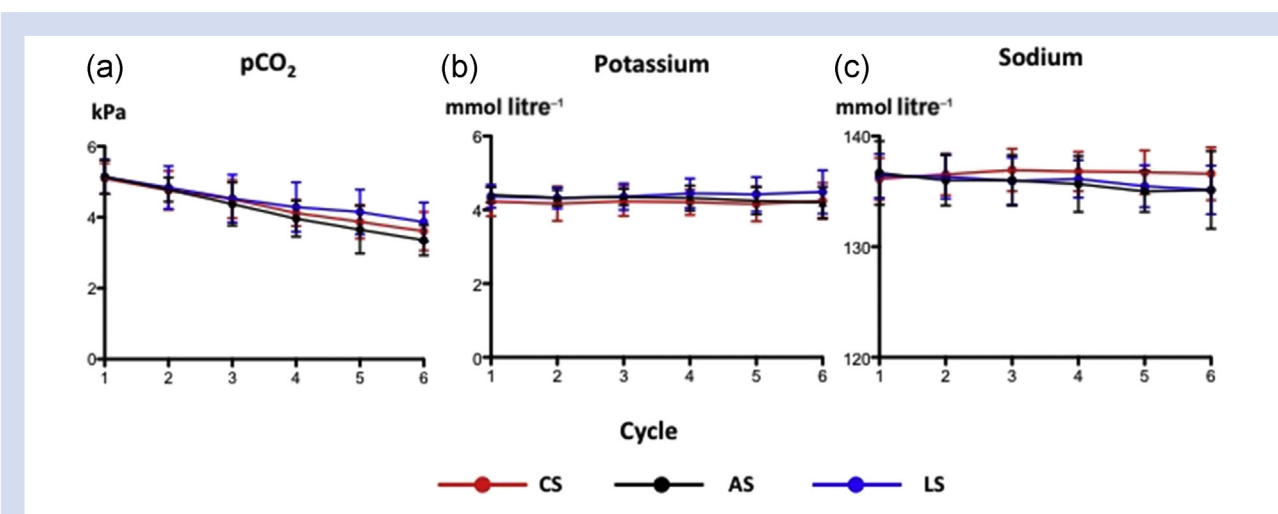 (a) pCO₂
kPa
6
4
2
0
1 2 3 4 5 6
(b) Potassium
mmol litre⁻¹
6
4
2
0
1 2 3 4 5 6
(c) Sodium
mmol litre⁻¹
140
130
120
1 2 3 4 5 6
Cycle
CS AS LS